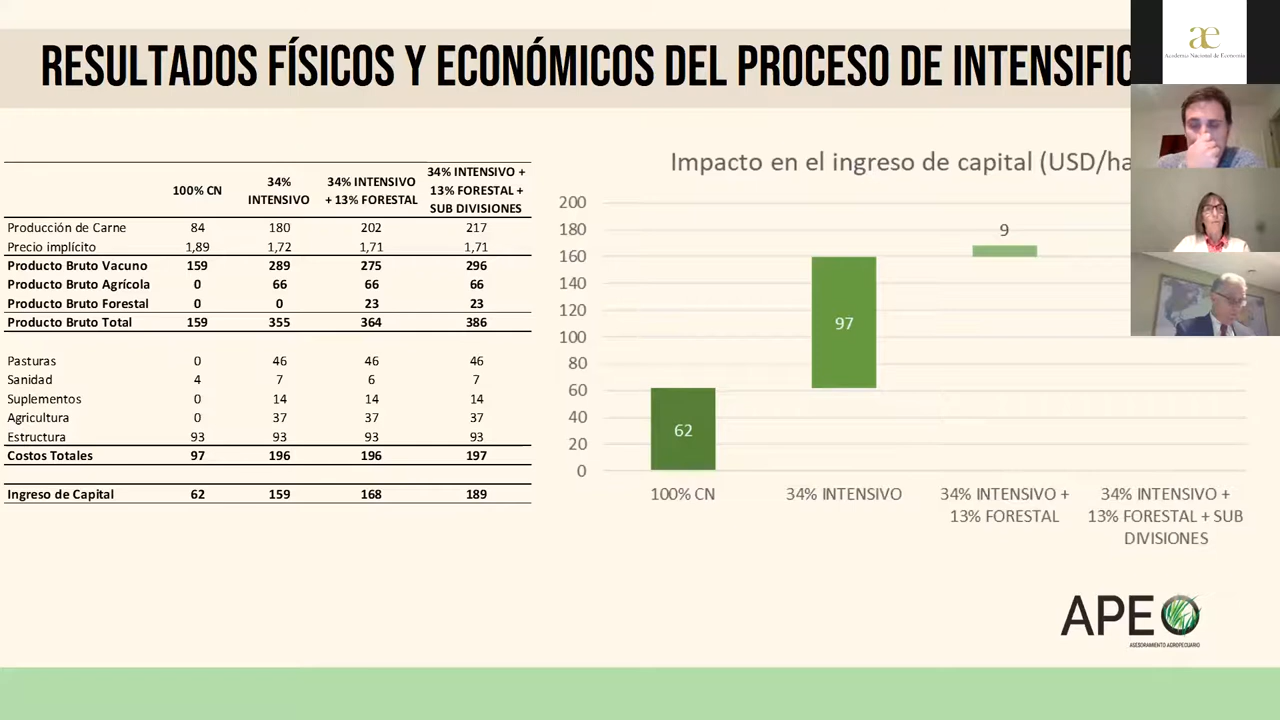 RESULTADOS FÍSICOS Y ECONÓMICOS DEL PROCESO DE INTENSIFIC
æ
Academia Nacional de Economía
100% CN
34% INTENSIVO
34% INTENSIVO + 13% FORESTAL
34% INTENSIVO + 13% FORESTAL + SUB DIVISIONES
Producción de Carne 84 180 202 217
Precio implícito 1,89 1,72 1,71 1,71
Producto Bruto Vacuno 159 289 275 296
Producto Bruto Agrícola 0 66 66 66
Producto Bruto Forestal 0 0 23 23
Producto Bruto Total 159 355 364 386
Pasturas 0 46 46 46
Sanidad 4 7 6 7
Suplementos 0 14 14 14
Agricultura 0 37 37 37
Estructura 93 93 93 93
Costos Totales 97 196 196 197
Ingreso de Capital 62 159 168 189
Impacto en el ingreso de capital (USD/ha
200
180
160
140
120
100
80
60
40
20
0
62
97
9
100% CN
34% INTENSIVO
34% INTENSIVO +
13% FORESTAL
34% INTENSIVO +
13% FORESTAL + SUB
DIVISIONES
APEO
ASESORAMIENTO AGROPECUARIO